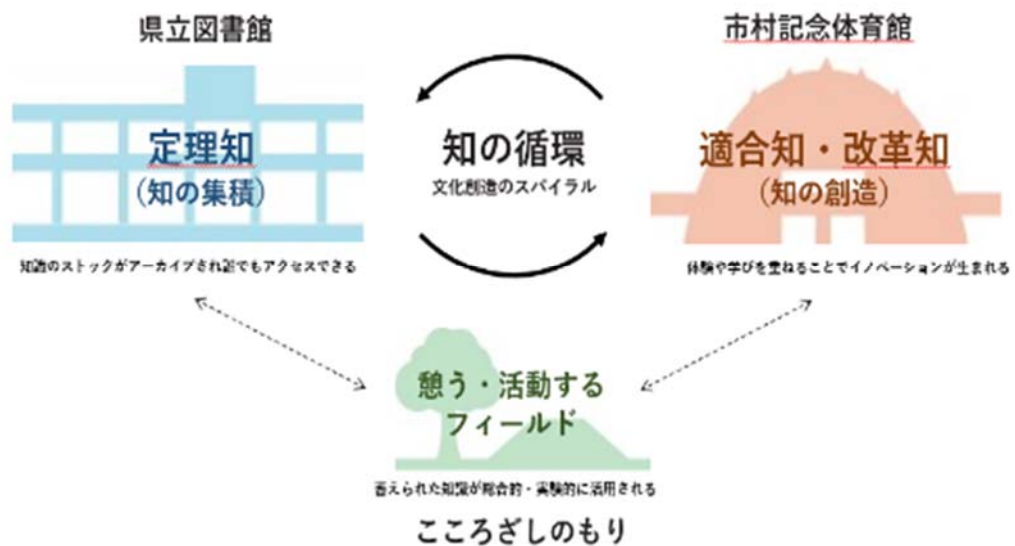 県立図書館
定理知
(知の集積)
知識のストックがアーカイブされ誰でもアクセスできる
知の循環
文化創造のスパイラル
市村記念体育館
適合知・改革知
(知の創造)
体験や学びを重ねることでイノベーションが生まれる
憩う・活動する
フィールド
蓄えられた知識が総合的・実験的に活用される
こころざしのもり